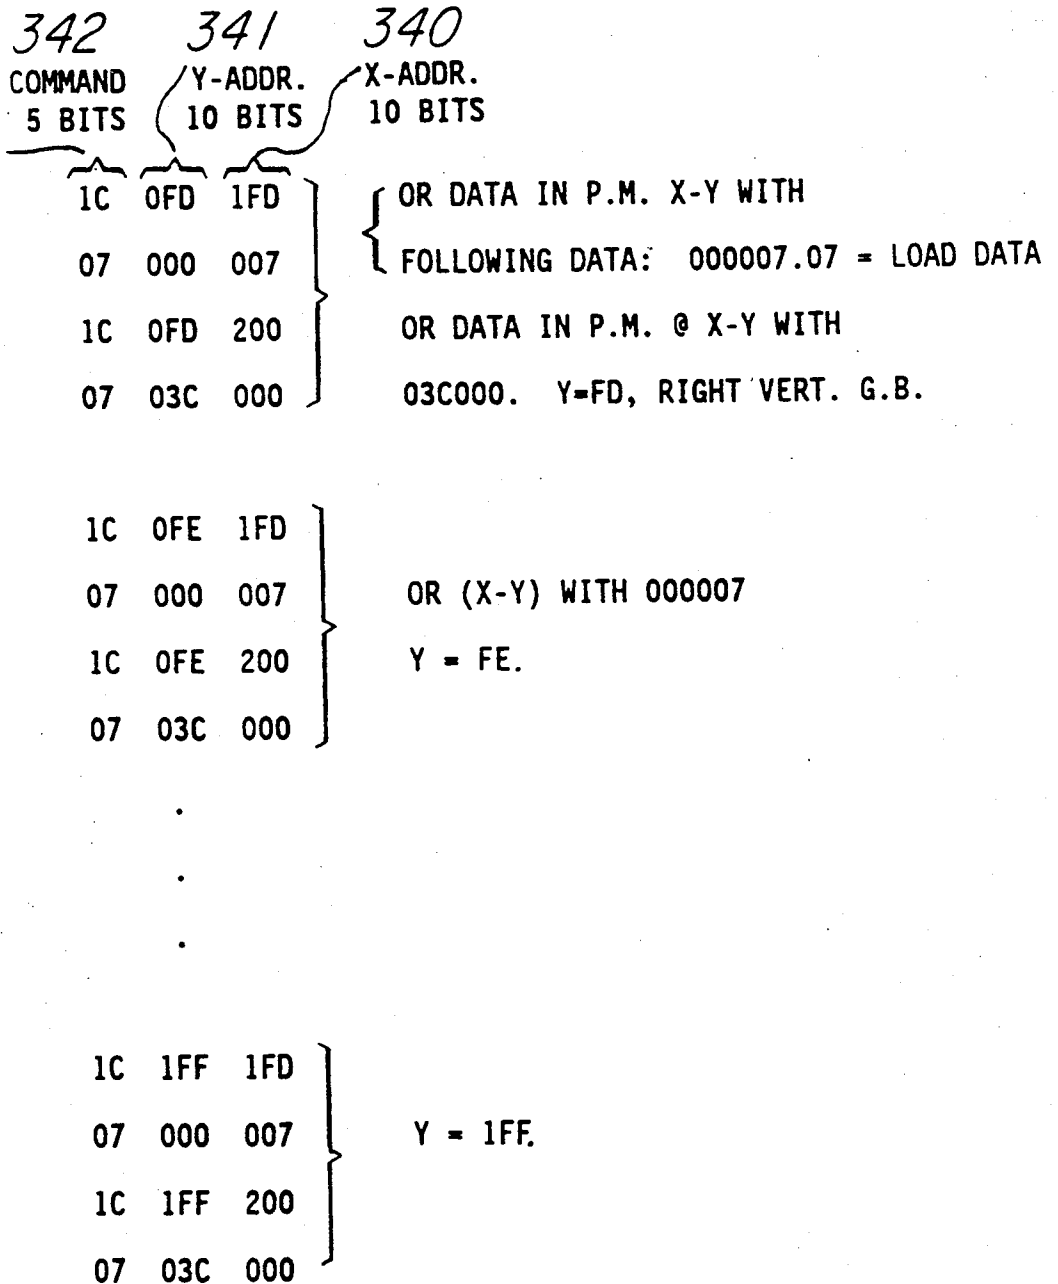 342 341 340
COMMAND Y-ADDR. X-ADDR.
5 BITS 10 BITS 10 BITS
1C 0FD 1FD OR DATA IN P.M. X-Y WITH
07 000 007 FOLLOWING DATA: 000007.07 = LOAD DATA
1C 0FD 200 OR DATA IN P.M. @ X-Y WITH
07 03C 000 03C000. Y=FD, RIGHT VERT. G.B.
1C 0FE 1FD
07 000 007 OR (X-Y) WITH 000007
1C 0FE 200 Y = FE.
07 03C 000
.
.
.
1C 1FF 1FD
07 000 007 Y = 1FF.
1C 1FF 200
07 03C 000